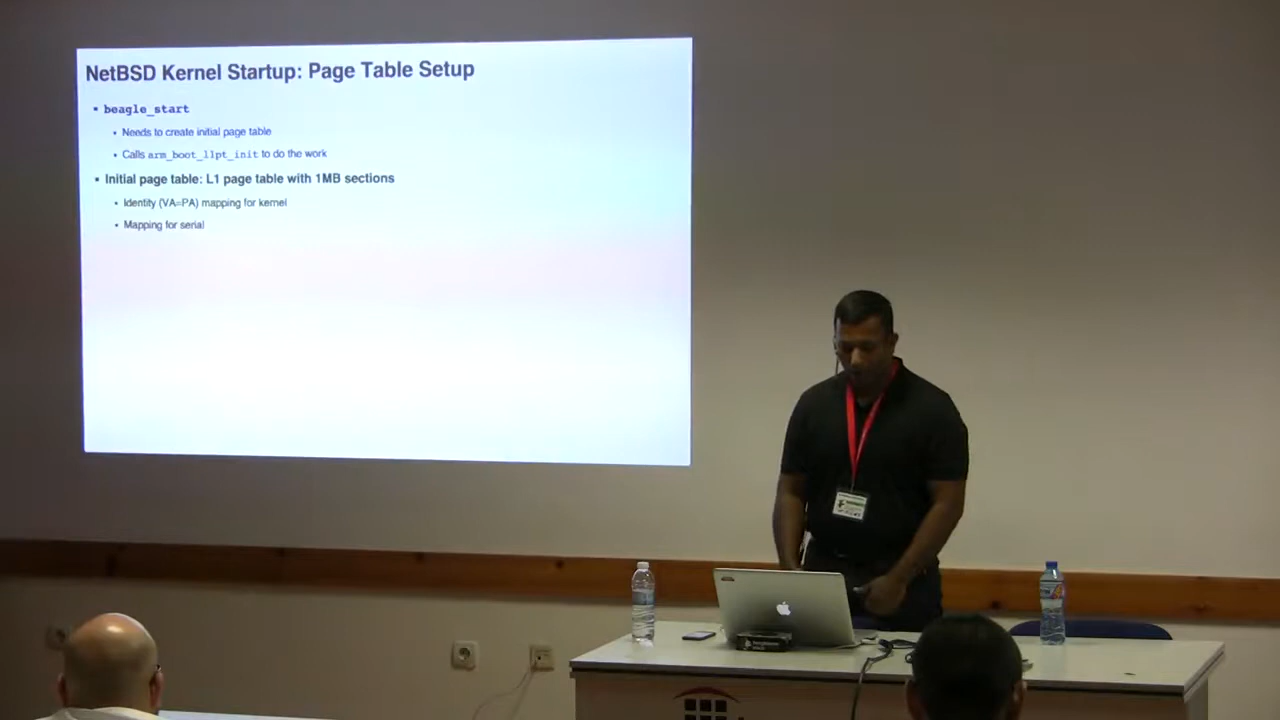 NetBSD Kernel Startup: Page Table Setup
beagle_start
Needs to create initial page table
Calls arm_boot_l1pt_init to do the work
Initial page table: L1 page table with 1MB sections
Identity (VA=PA) mapping for kernel
Mapping for serial